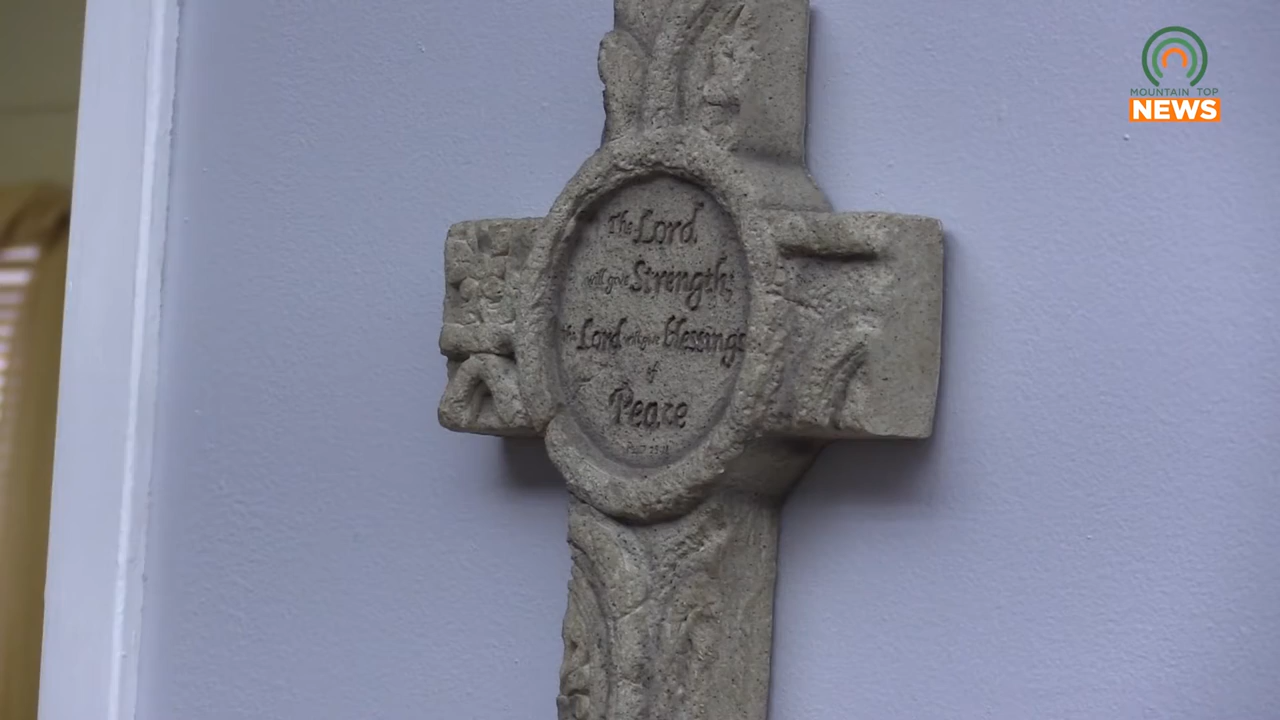 The Lord
will give Strength;
the Lord will give blessings
of
Peace
MOUNTAIN TOP
NEWS